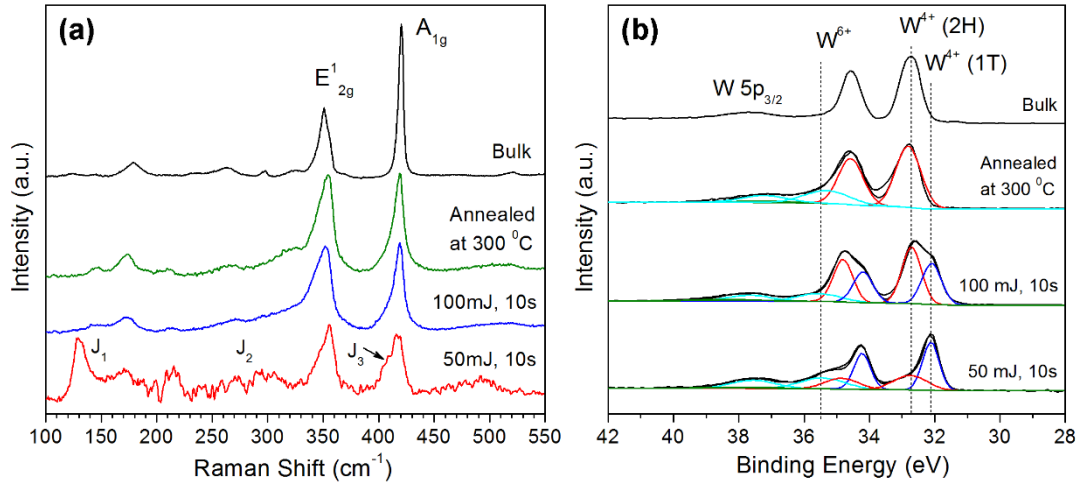 (a)
A1g
E¹2g
Bulk
Annealed
at 300 ⁰C
100mJ, 10s
50mJ, 10s
J1
J2
J3
Intensity (a.u.)
100 150 200 250 300 350 400 450 500 550
Raman Shift (cm⁻¹)
(b)
W⁴⁺ (2H)
W⁶⁺
W⁴⁺ (1T)
W 5p3/2
Bulk
Annealed
at 300 ⁰C
100 mJ, 10s
50 mJ, 10s
Intensity (a.u.)
42 40 38 36 34 32 30 28
Binding Energy (eV)